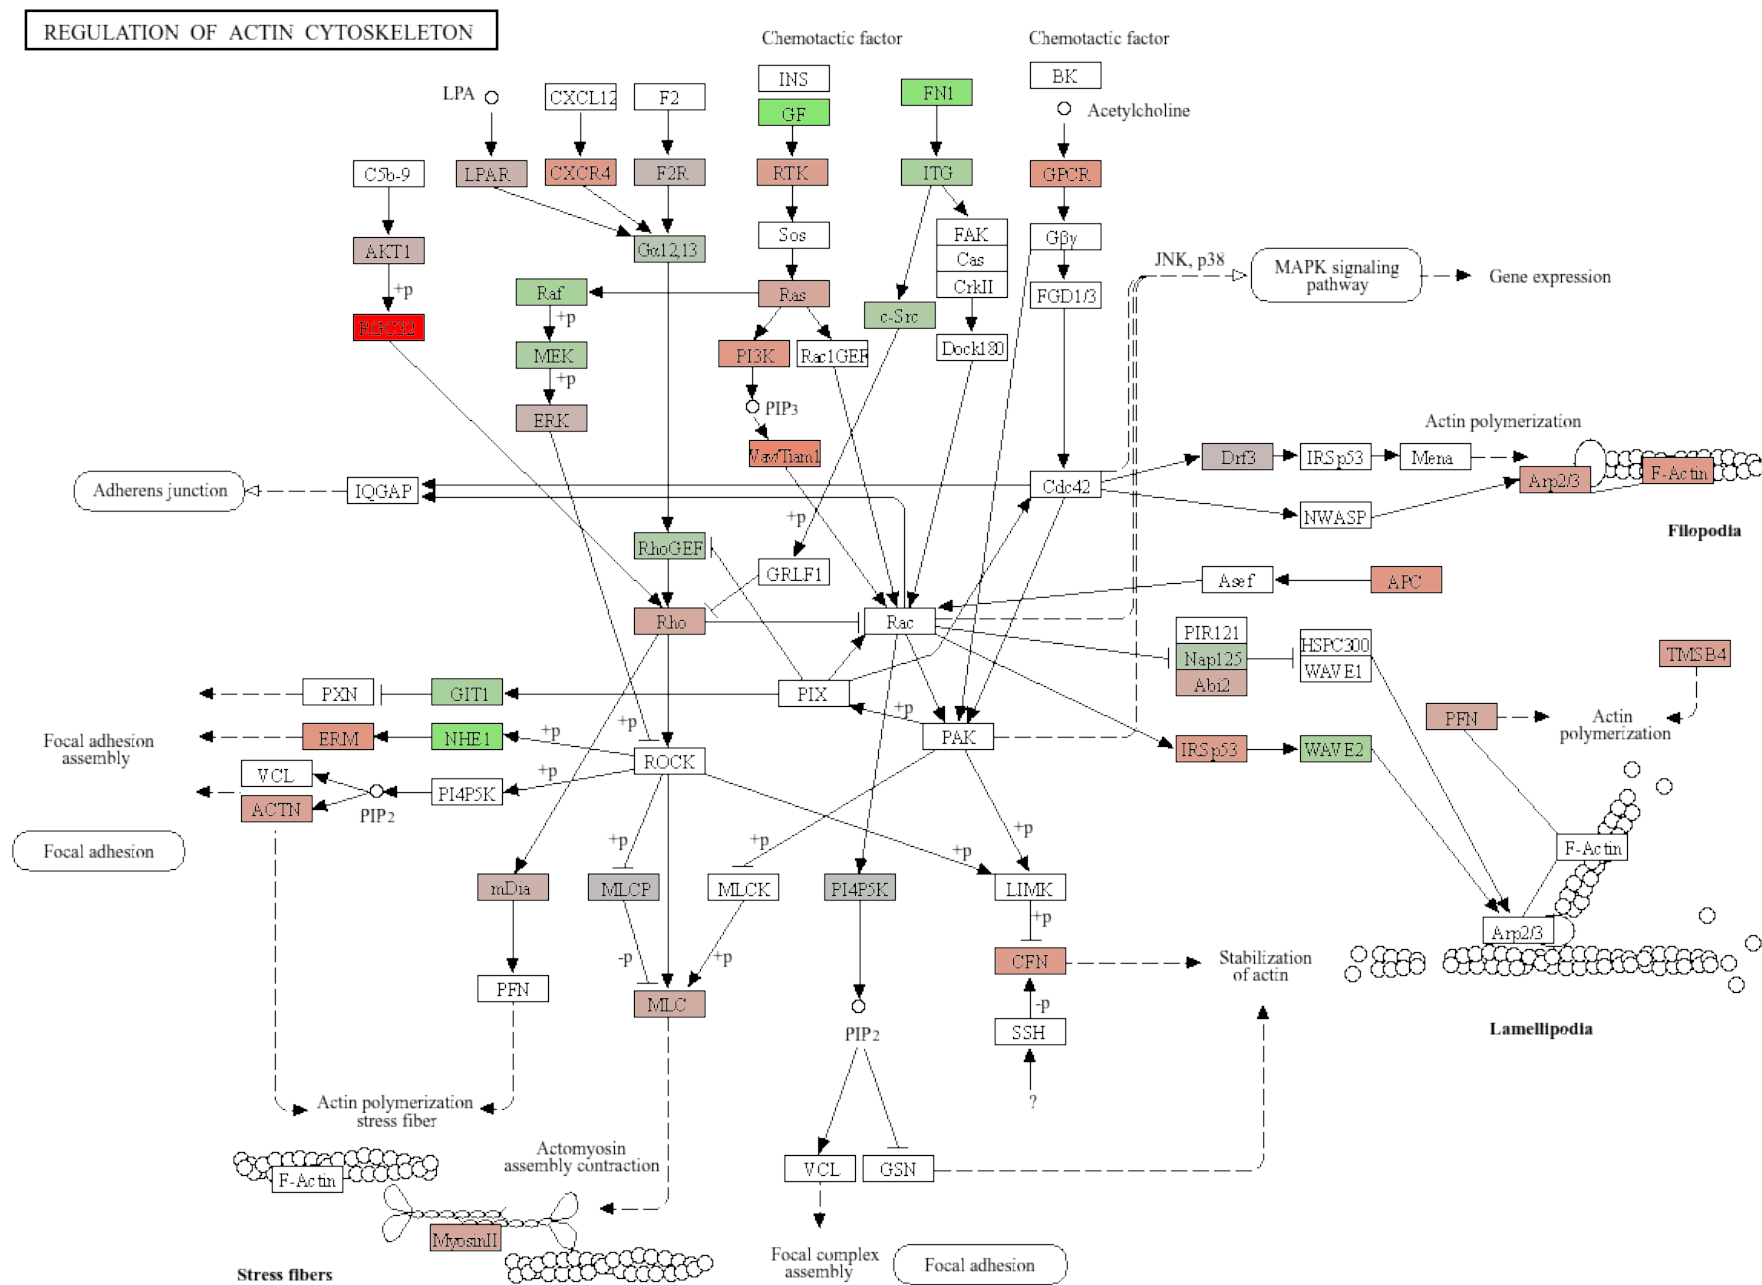 REGULATION OF ACTIN CYTOSKELETON
Chemotactic factor
Chemotactic factor
INS
BK
LPA
CXCL12
F2
GF
FN1
Acetylcholine
C5b-9
LPAR
CXCR4
F2R
RTK
ITG
GPCR
AKT1
Gα12,13
Sos
FAK
Gβγ
Cas
JNK, p38
MAPK signaling
pathway
Gene expression
+p
Raf
Ras
CrkII
FGD1/3
RGC32
+p
c-Src
MEK
PI3K
Rac1GEF
Dock180
+p
ERK
PIP3
Actin polymerization
Vav/Tiam1
Drf3
IRSp53
Mena
F-Actin
Adherens junction
IQGAP
Cdc42
Arp2/3
+p
NWASP
Filopodia
RhoGEF
GRLF1
Asef
APC
Rho
Rac
PIR121
HSPC300
Nap125
WAVE1
TMSB4
Abi2
PXN
GIT1
PIX
+p
+p
+p
PFN
Actin
polymerization
Focal adhesion
assembly
ERM
NHE1
+p
PAK
IRSp53
WAVE2
ROCK
VCL
+p
PI4P5K
ACTN
PIP2
Focal adhesion
+p
+p
+p
+p
F-Actin
mDia
MLCP
MLCK
PI4P5K
LIMK
+p
Arp2/3
-p
+p
CFN
Stabilization
of actin
PFN
MLC
-p
PIP2
SSH
Lamellipodia
?
Actin polymerization
stress fiber
Actomyosin
assembly contraction
VCL
GSN
F-Actin
MyosinII
Focal complex
assembly
Focal adhesion
Stress fibers